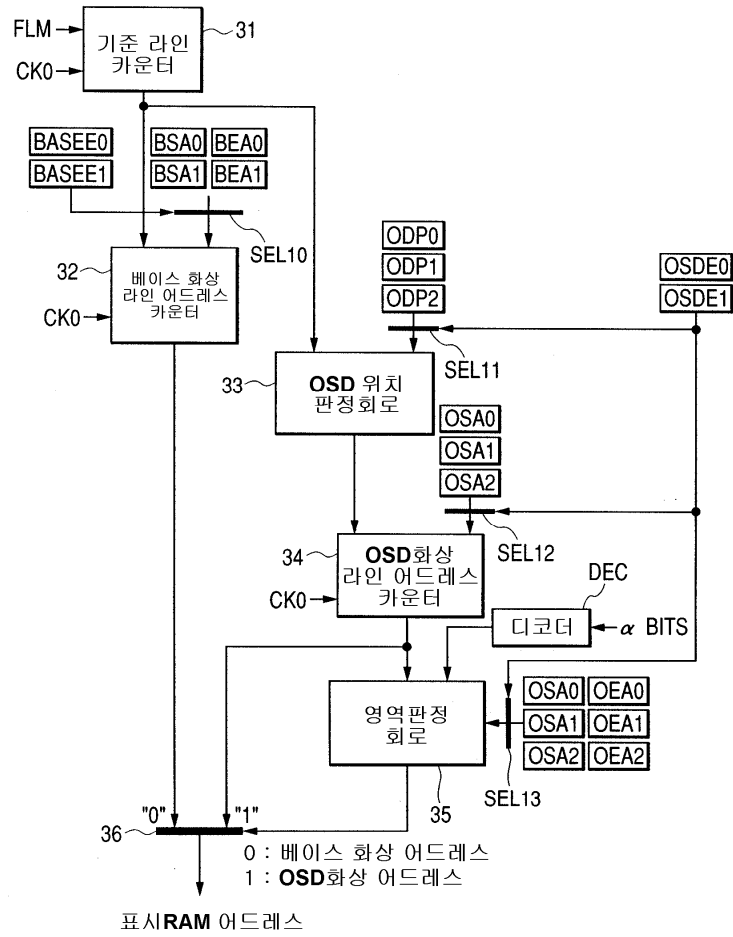 FLM
CK0
기준 라인
카운터
31
BASEE0
BASEE1
BSA0 BEA0
BSA1 BEA1
SEL10
32
베이스 화상
라인 어드레스
카운터
CK0
ODP0
ODP1
ODP2
OSDE0
OSDE1
SEL11
33
OSD 위치
판정회로
OSA0
OSA1
OSA2
SEL12
34
OSD화상
라인 어드레스
카운터
CK0
DEC
디코더
α BITS
영역판정
회로
35
OSA0 OEA0
OSA1 OEA1
OSA2 OEA2
SEL13
"0" "1"
36
0 : 베이스 화상 어드레스
1 : OSD화상 어드레스
표시RAM 어드레스